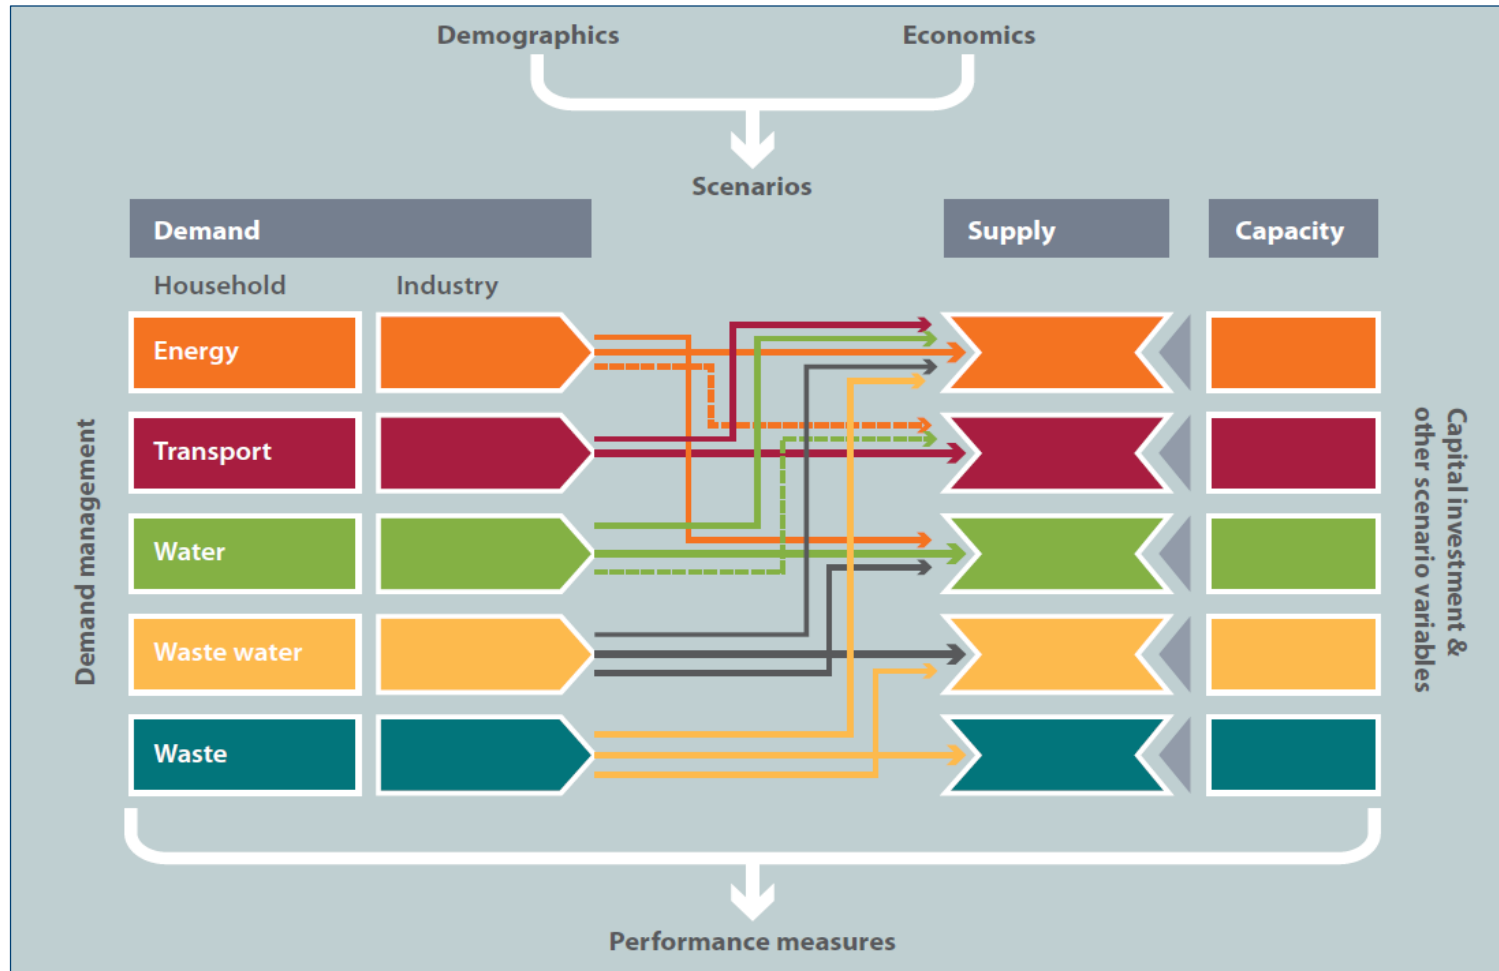 Demographics
Economics
Scenarios
Demand
Supply
Capacity
Household
Industry
Energy
Transport
Water
Waste water
Waste
Demand management
Capital investment &
other scenario variables
Performance measures